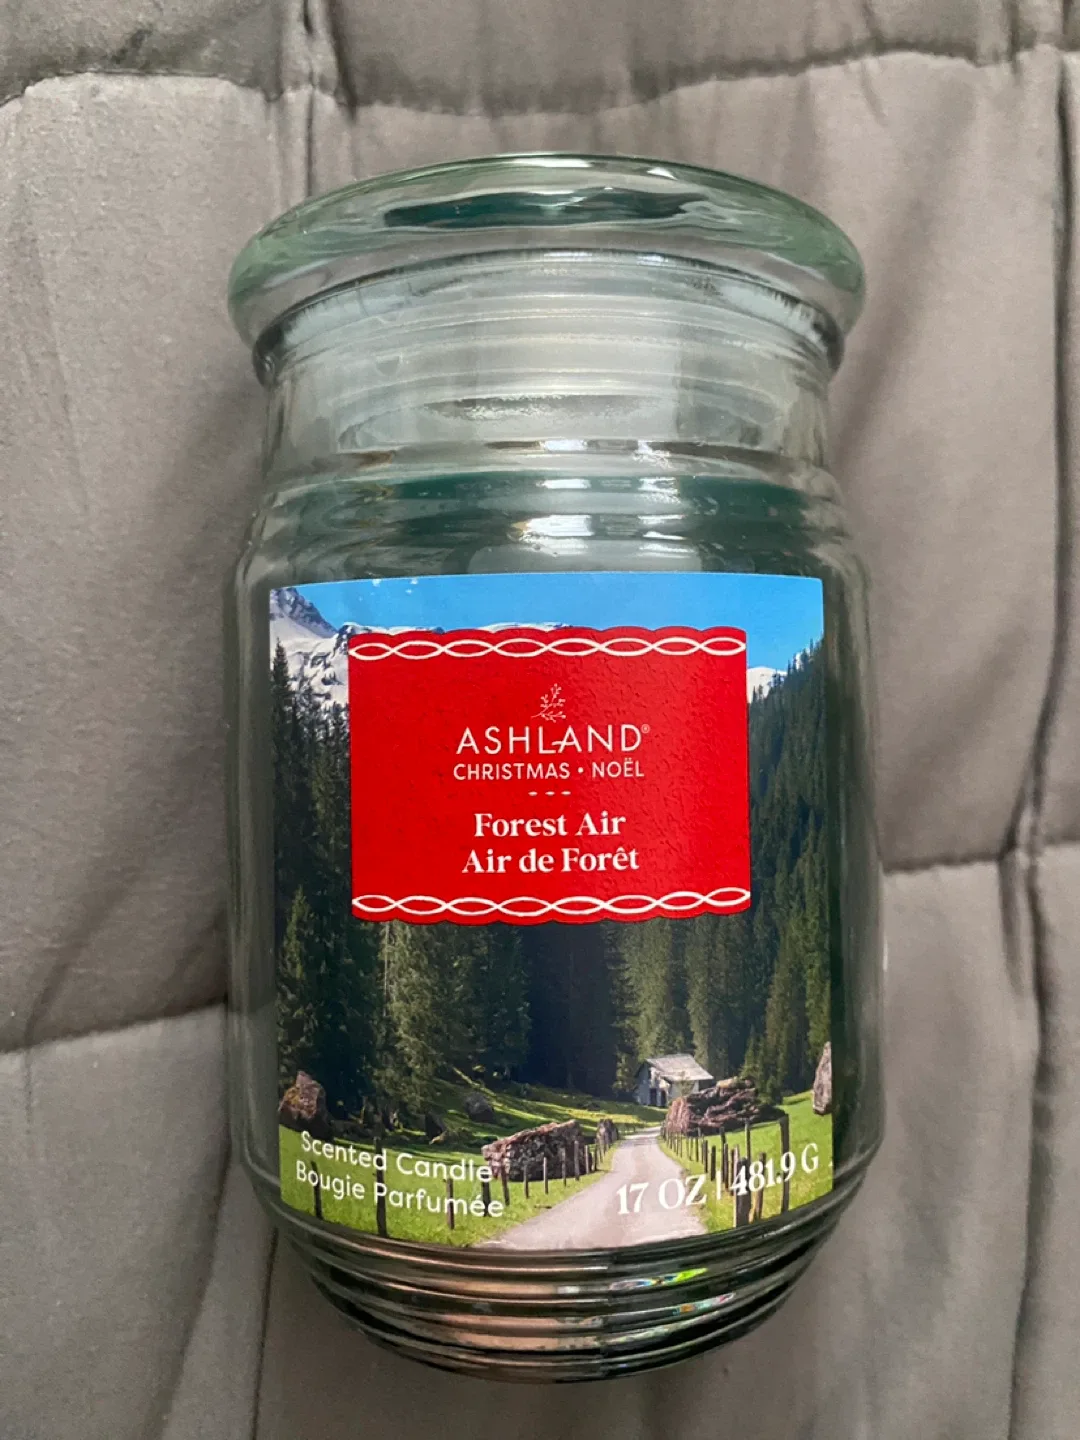 ASHLAND®
CHRISTMAS • NOËL
Forest Air
Air de Forêt
Scented Candle
Bougie Parfumée
17 OZ | 481.9 G